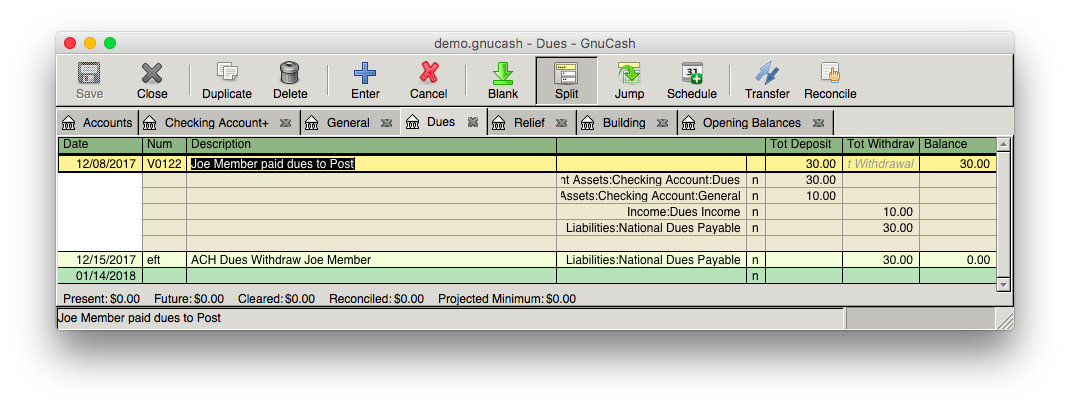 demo.gnucash - Dues - GnuCash
Save Close Duplicate Delete Enter Cancel Blank Split Jump 31 Schedule Transfer Reconcile
Accounts Checking Account+ General Dues Relief Building Opening Balances
Date Num Description Tot Deposit Tot Withdraw Balance
12/08/2017 V0122 Joe Member paid dues to Post 30.00 t Withdrawal 30.00
nt Assets:Checking Account:Dues n 30.00
Assets:Checking Account:General n 10.00
Income:Dues Income n 10.00
Liabilities:National Dues Payable n 30.00
12/15/2017 eft ACH Dues Withdraw Joe Member Liabilities:National Dues Payable n 30.00 0.00
01/14/2018 n
Present: $0.00 Future: $0.00 Cleared: $0.00 Reconciled: $0.00 Projected Minimum: $0.00
Joe Member paid dues to Post